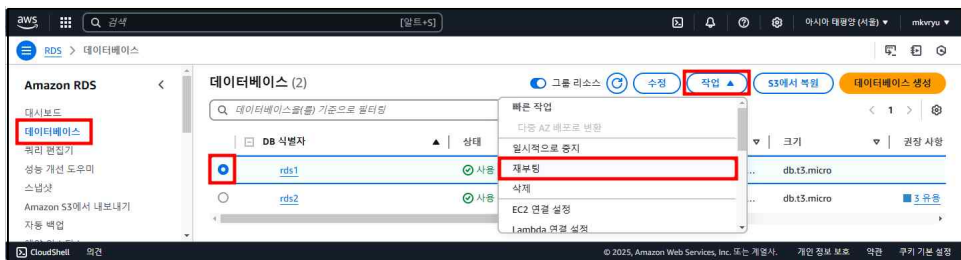 aws 검색 [알트+S] 아시아 태평양 (서울) ▼ mkvryu ▼
RDS > 데이터베이스
Amazon RDS
대시보드
데이터베이스
쿼리 편집기
성능 개선 도우미
스냅샷
Amazon S3에서 내보내기
자동 백업
데이터베이스 (2) 그룹 리소스 수정 작업 ▲ S3에서 복원 데이터베이스 생성
데이터베이스을(를) 기준으로 필터링 < 1 >
DB 식별자 ▲ 상태 크기 권장 사항
rds1 사용 ... db.t3.micro
rds2 사용 ... db.t3.micro 3 유용
빠른 작업
다중 AZ 배포로 변환
일시적으로 중지
재부팅
삭제
EC2 연결 설정
Lambda 연결 설정
CloudShell 의견 © 2025, Amazon Web Services, Inc. 또는 계열사. 개인 정보 보호 약관 쿠키 기본 설정